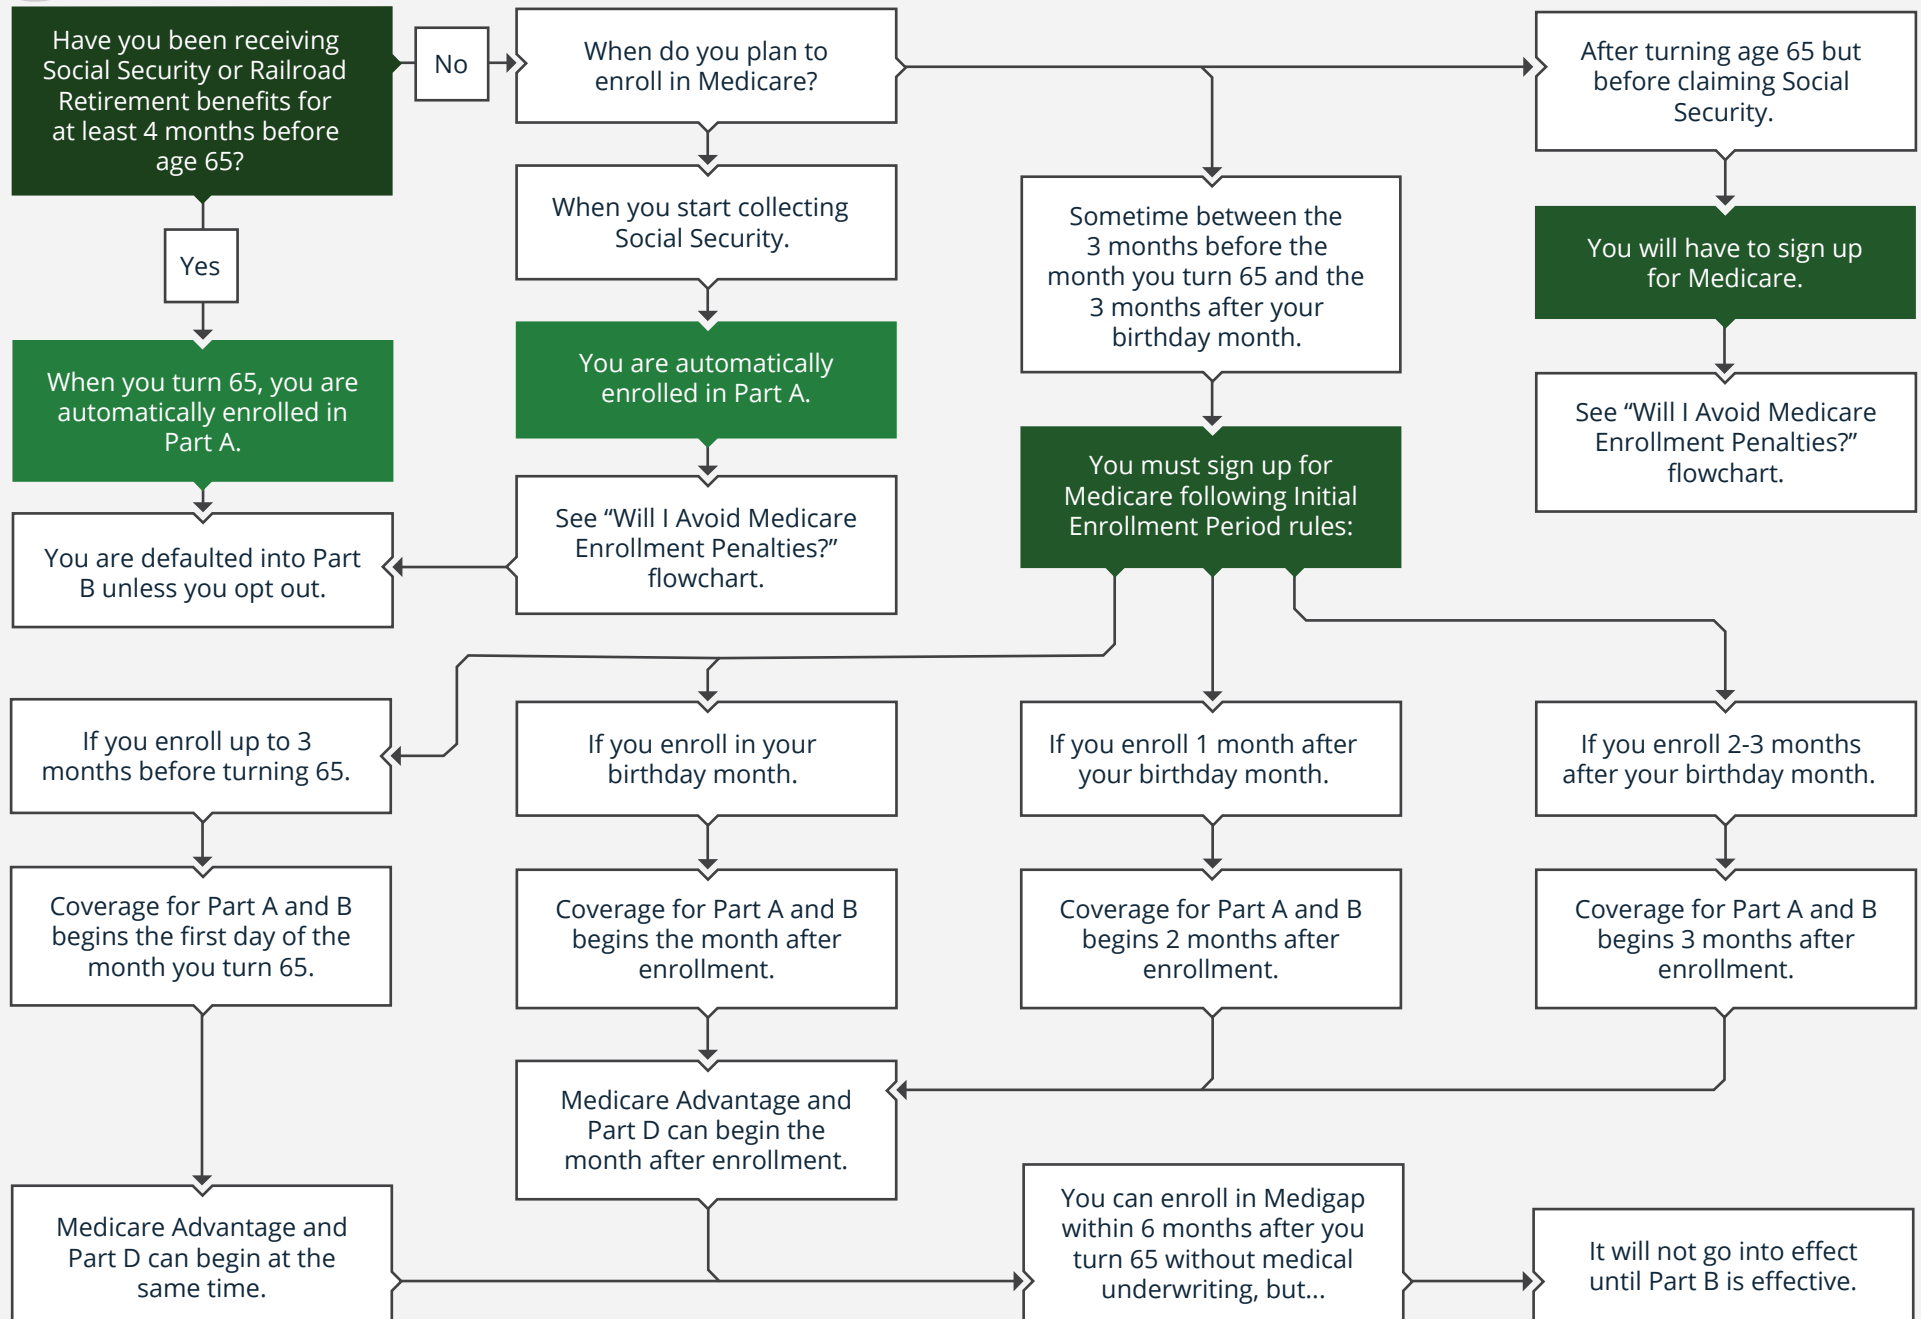 Have you been receiving
Social Security or Railroad
Retirement benefits for
at least 4 months before
age 65?
No
When do you plan to
enroll in Medicare?
After turning age 65 but
before claiming Social
Security.
Yes
When you start collecting
Social Security.
Sometime between the
3 months before the
month you turn 65 and the
3 months after your
birthday month.
You will have to sign up
for Medicare.
When you turn 65, you are
automatically enrolled in
Part A.
You are automatically
enrolled in Part A.
See “Will I Avoid Medicare
Enrollment Penalties?”
flowchart.
You must sign up for
Medicare following Initial
Enrollment Period rules:
You are defaulted into Part
B unless you opt out.
See “Will I Avoid Medicare
Enrollment Penalties?”
flowchart.
If you enroll up to 3
months before turning 65.
If you enroll in your
birthday month.
If you enroll 1 month after
your birthday month.
If you enroll 2-3 months
after your birthday month.
Coverage for Part A and B
begins the first day of the
month you turn 65.
Coverage for Part A and B
begins the month after
enrollment.
Coverage for Part A and B
begins 2 months after
enrollment.
Coverage for Part A and B
begins 3 months after
enrollment.
Medicare Advantage and
Part D can begin the
month after enrollment.
Medicare Advantage and
Part D can begin at the
same time.
You can enroll in Medigap
within 6 months after you
turn 65 without medical
underwriting, but...
It will not go into effect
until Part B is effective.